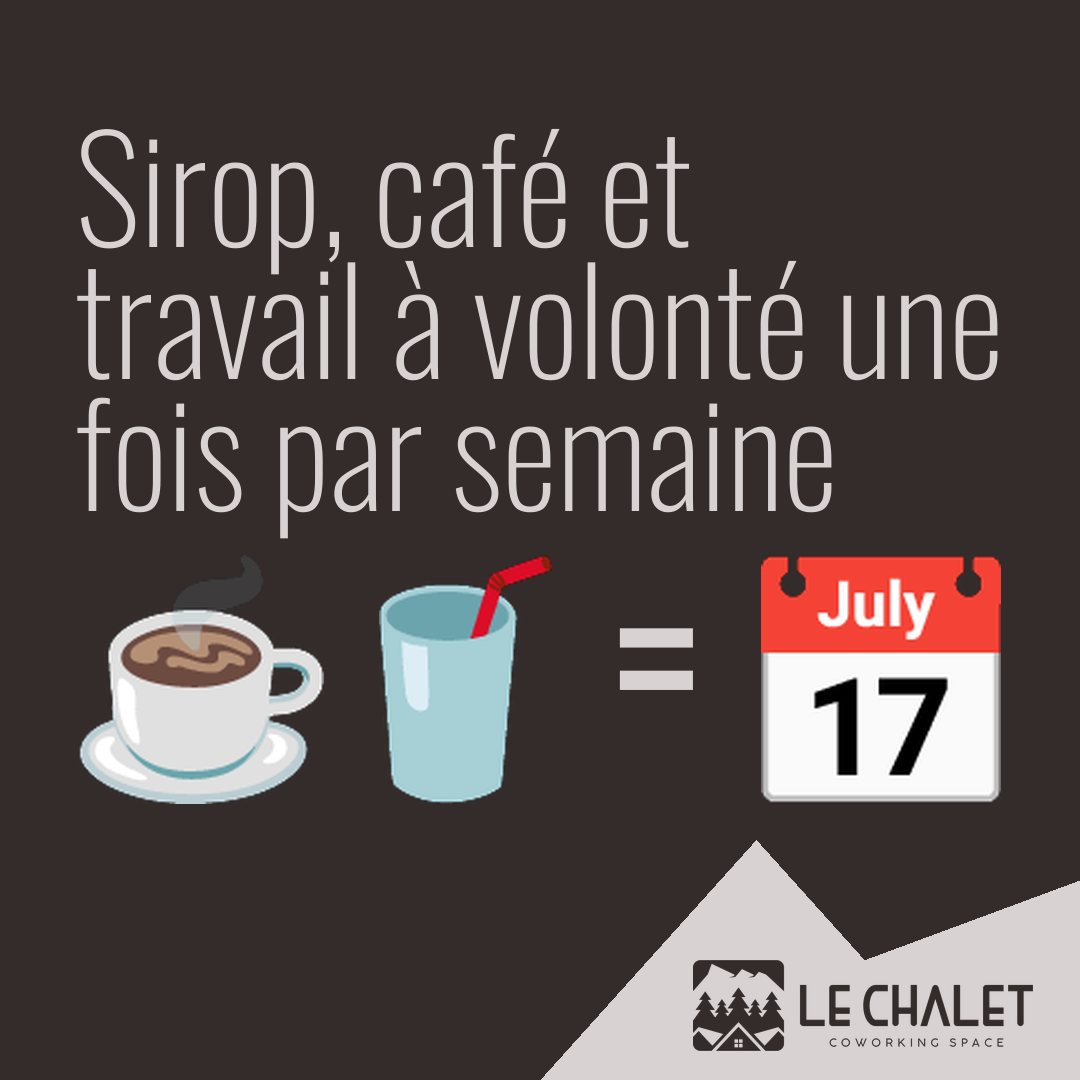 Sirop, café et
travail à volonté une
fois par semaine
=
July
17
LE CHALET
COWORKING SPACE